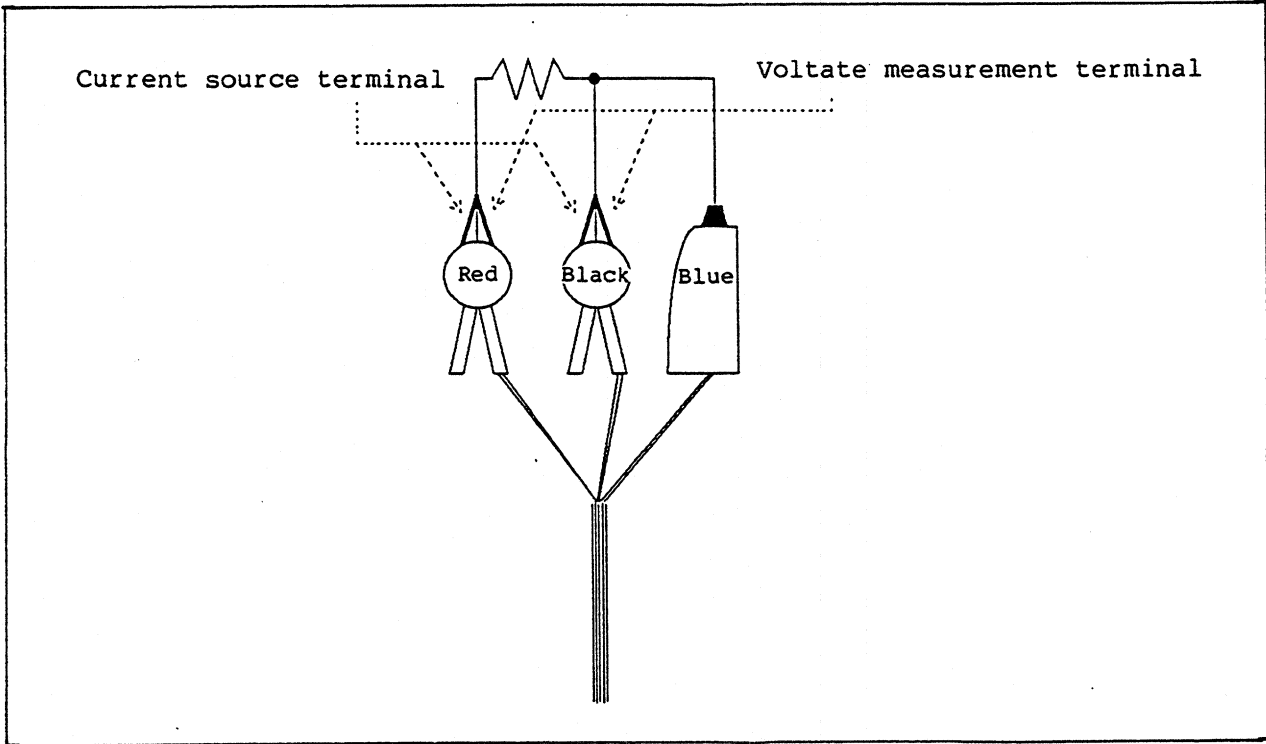 Current source terminal
Voltate measurement terminal
Red
Black
Blue